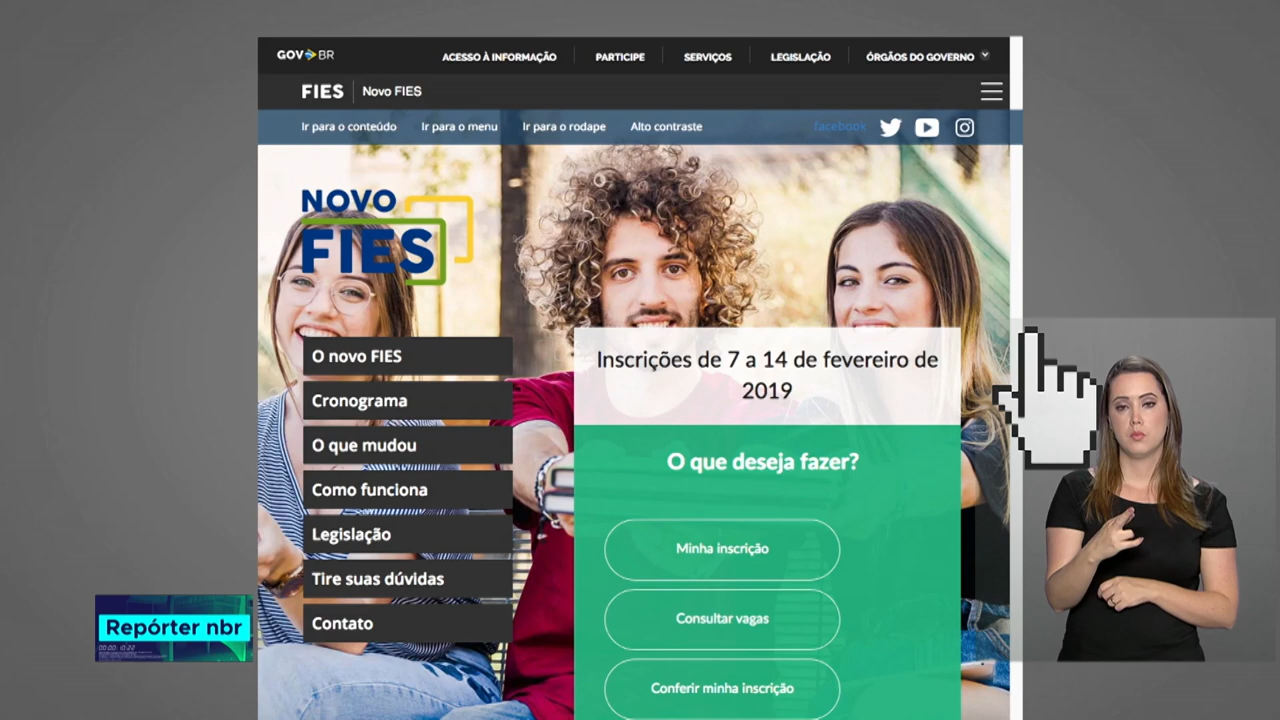 GOV BR
ACESSO À INFORMAÇÃO
PARTICIPE
SERVIÇOS
LEGISLAÇÃO
ÓRGÃOS DO GOVERNO
FIES
Novo FIES
Ir para o conteúdo
Ir para o menu
Ir para o rodape
Alto contraste
facebook
NOVO
FIES
O novo FIES
Cronograma
O que mudou
Como funciona
Legislação
Tire suas dúvidas
Contato
Inscrições de 7 a 14 de fevereiro de
2019
O que deseja fazer?
Minha inscrição
Consultar vagas
Conferir minha inscrição
Repórter nbr